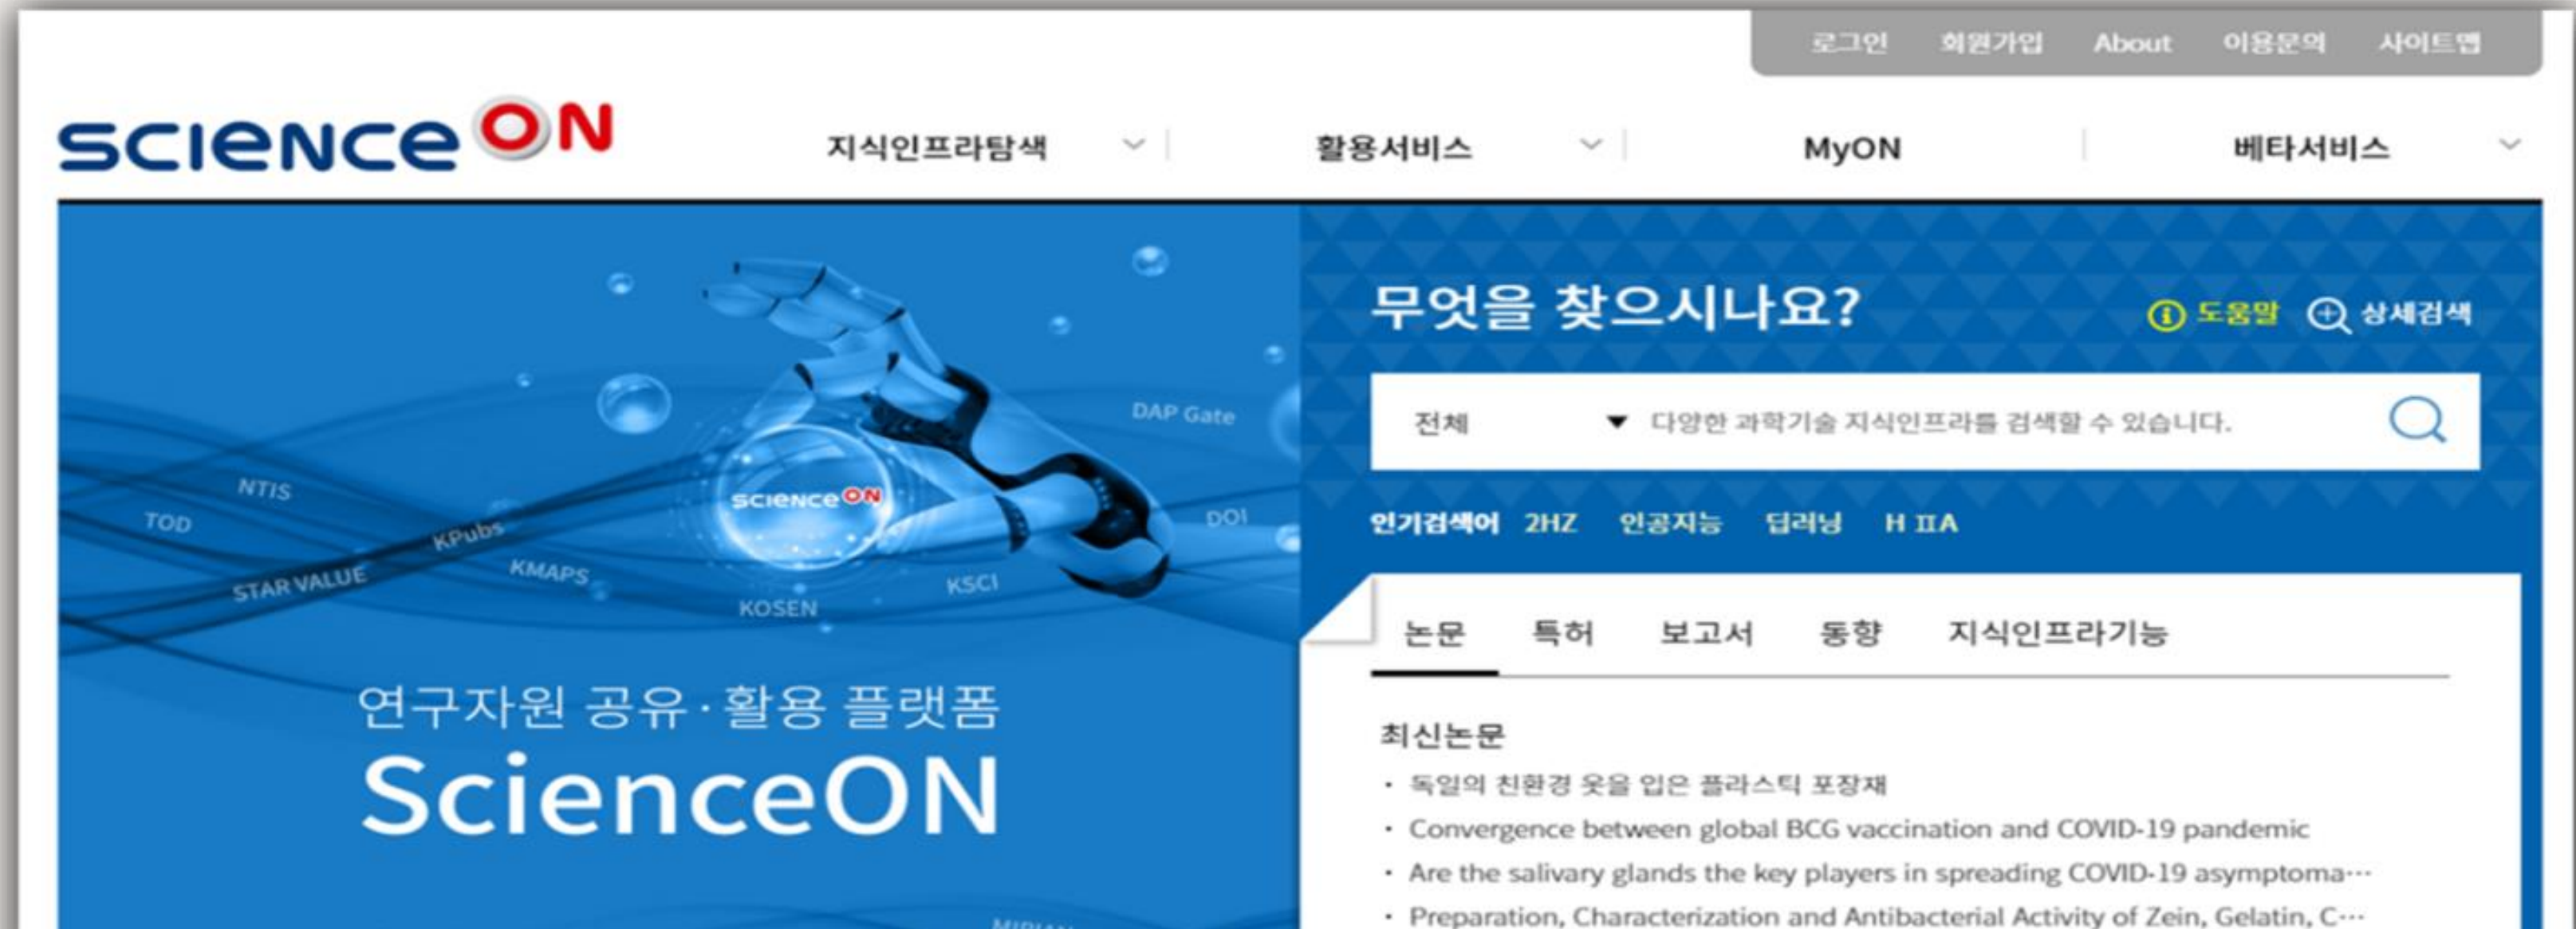 로그인 회원가입 About 이용문의 사이트맵
SCIENCE ON
지식인프라탐색 활용서비스 MyON 베타서비스
DAP Gate
NTIS
SCIENCE ON
TOD
KPubs
DOI
STAR VALUE
KMAPS
KSCI
KOSEN
연구자원 공유·활용 플랫폼
ScienceON
무엇을 찾으시나요?
도움말 상세검색
전체 다양한 과학기술 지식인프라를 검색할 수 있습니다.
인기검색어 2HZ 인공지능 딥러닝 H ΠA
논문 특허 보고서 동향 지식인프라기능
최신논문
· 독일의 친환경 옷을 입은 플라스틱 포장재
· Convergence between global BCG vaccination and COVID-19 pandemic
· Are the salivary glands the key players in spreading COVID-19 asymptoma…
· Preparation, Characterization and Antibacterial Activity of Zein, Gelatin, C…